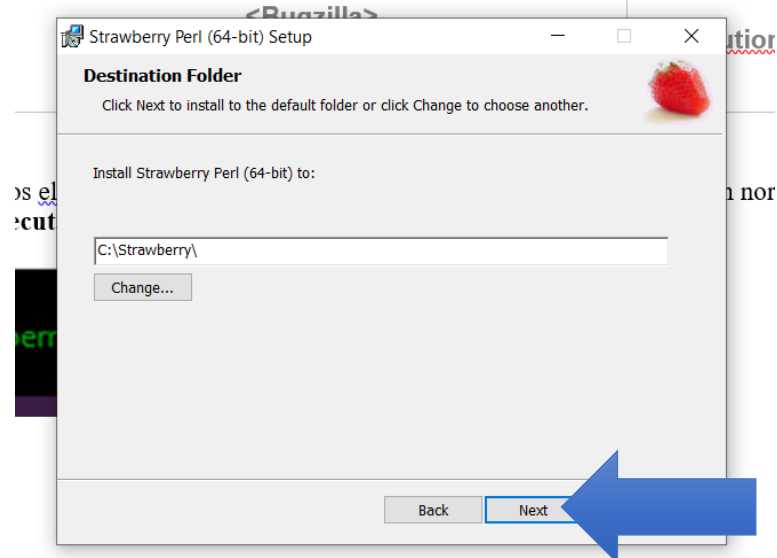 <Bugzilla>
Strawberry Perl (64-bit) Setup
Destination Folder
Click Next to install to the default folder or click Change to choose another.
Install Strawberry Perl (64-bit) to:
C:\Strawberry\
Change...
Back
Next